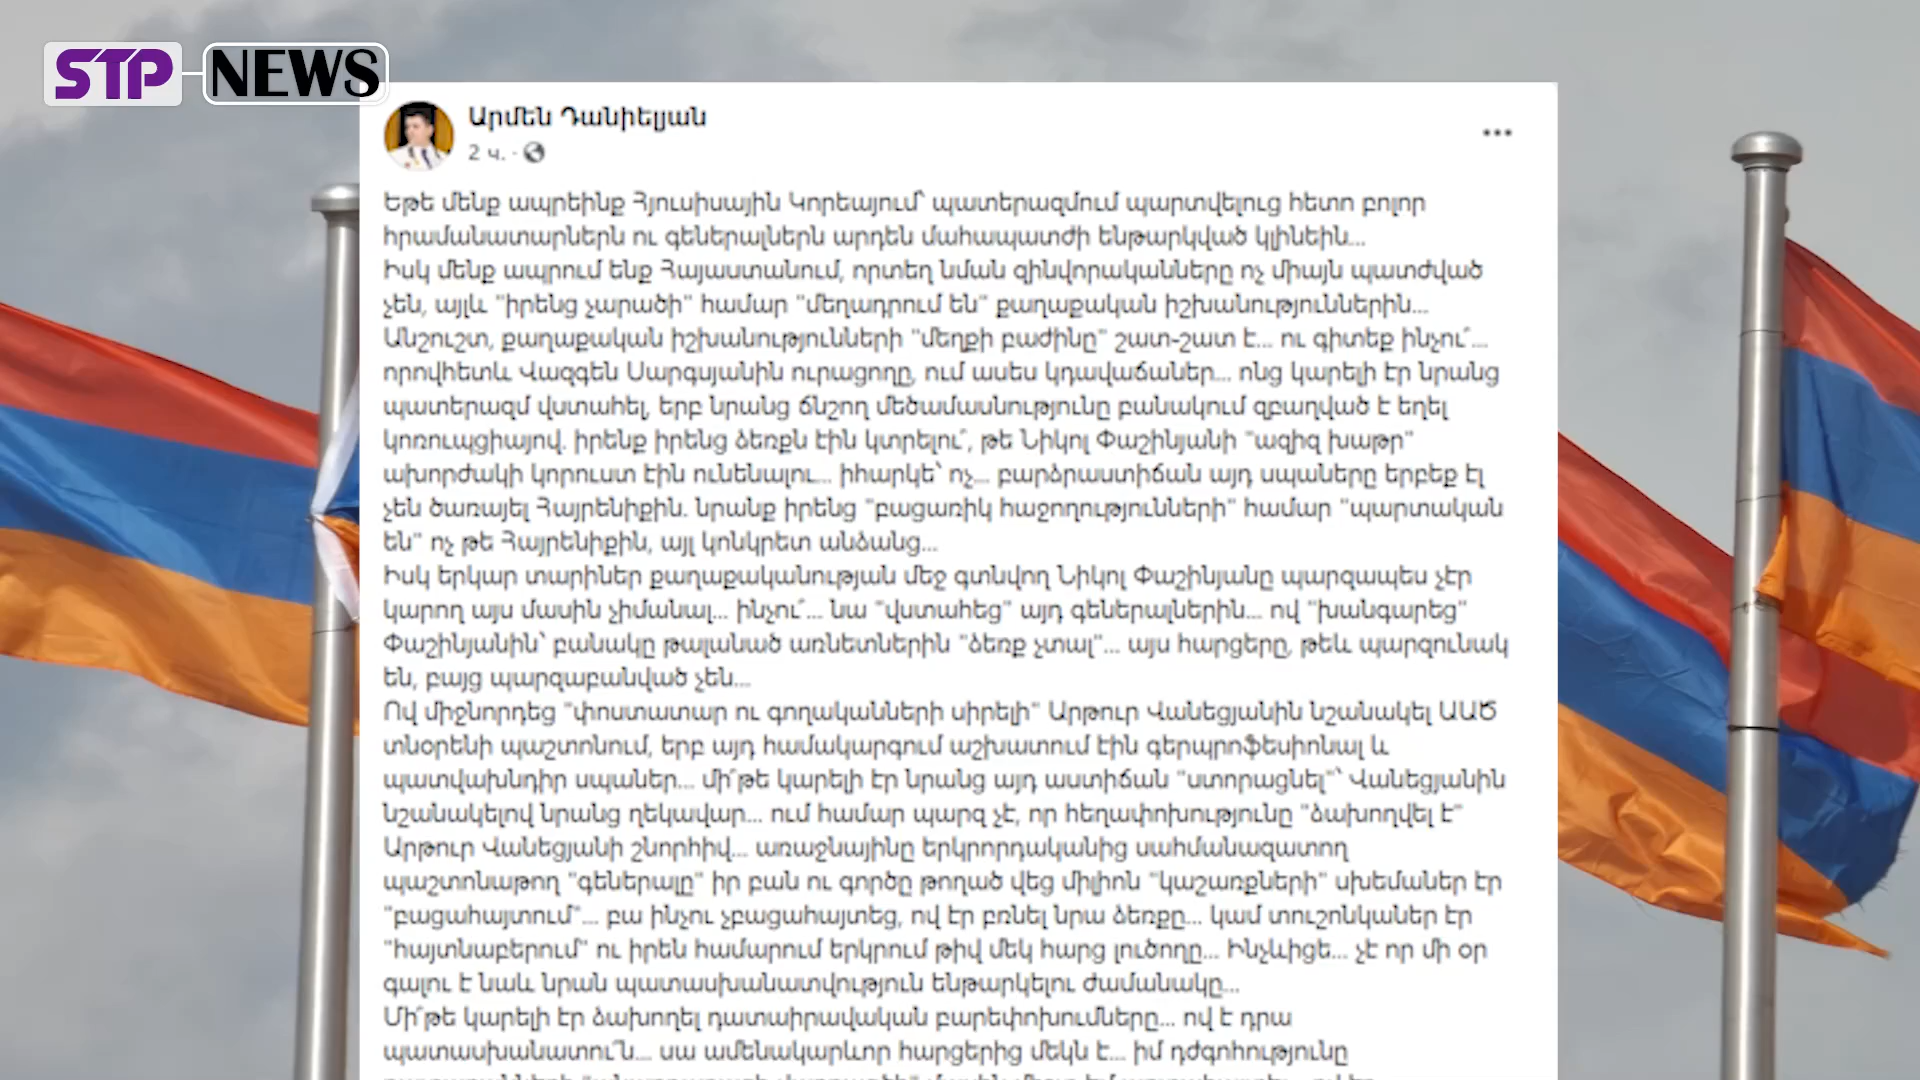 STP NEWS
Արմեն Դանիելյան
2 ч. ·
Եթե մենք ապրեինք Հյուսիսային Կորեայում՝ պատերազմում պարտվելուց հետո բոլոր
հրամանատարներն ու գեներալներն արդեն մահապատժի ենթարկված կլինեին...
Իսկ մենք ապրում ենք Հայաստանում, որտեղ նման զինվորականները ոչ միայն պատժված
չեն, այլև "իրենց չարածի" համար "մեղադրում են" քաղաքական իշխանություններին...
Անշուշտ, քաղաքական իշխանությունների "մեղքի բաժինը" շատ-շատ է... ու գիտեք ինչու՞...
որովհետև Վազգեն Սարգսյանին ուրացողը, ում ասես կդավաճաներ... ոնց կարելի էր նրանց
պատերազմ վստահել, երբ նրանց ճնշող մեծամասնությունը բանակում զբաղված է եղել
կոռուպցիայով. իրենք իրենց ձեռքն էին կտրելու՞, թե Նիկոլ Փաշինյանի "ազիզ խաթր"
ախորժակի կորուստ էին ունենալու... իհարկե՝ ոչ... բարձրաստիճան այդ սպաները երբեք էլ
չեն ծառայել Հայրենիքին. նրանք իրենց "բացառիկ հաջողությունների" համար "պարտական
են" ոչ թե Հայրենիքին, այլ կոնկրետ անձանց...
Իսկ երկար տարիներ քաղաքականության մեջ գտնվող Նիկոլ Փաշինյանը պարզապես չէր
կարող այս մասին չիմանալ... ինչու՞... նա "վստահեց" այդ գեներալներին... ով "խանգարեց"
Փաշինյանին՝ բանակը թալանած առնետներին "ձեռք չտալ"... այս հարցերը, թեև պարզունակ
են, բայց պարզաբանված չեն...
Ով միջնորդեց "փոստատար ու գողականների սիրելի" Արթուր Վանեցյանին նշանակել ԱԱԾ
տնօրենի պաշտոնում, երբ այդ համակարգում աշխատում էին գերպրոֆեսիոնալ և
պատվախնդիր սպաներ... մի՞թե կարելի էր նրանց այդ աստիճան "ստորացնել"՝ Վանեցյանին
նշանակելով նրանց ղեկավար... ում համար պարզ չէ, որ հեղափոխությունը "ձախողվել է"
Արթուր Վանեցյանի շնորհիվ... առաջնայինը երկրորդականից սահմանազատող
պաշտոնաթող "գեներալը" իր բան ու գործը թողած վեց միլիոն "կաշառքների" սխեմաներ էր
"բացահայտում"... բա ինչու չբացահայտեց, ով էր բռնել նրա ձեռքը... կամ տուշոնկաներ էր
"հայտնաբերում" ու իրեն համարում երկրում թիվ մեկ հարց լուծողը... Ինչևիցե... չէ որ մի օր
գալու է նաև նրան պատասխանատվություն ենթարկելու ժամանակը...
Մի՞թե կարելի էր ձախողել դատաիրավական բարեփոխումները... ով է դրա
պատասխանատու՞ն... սա ամենակարևոր հարցերից մեկն է... իմ դժգոհությունը